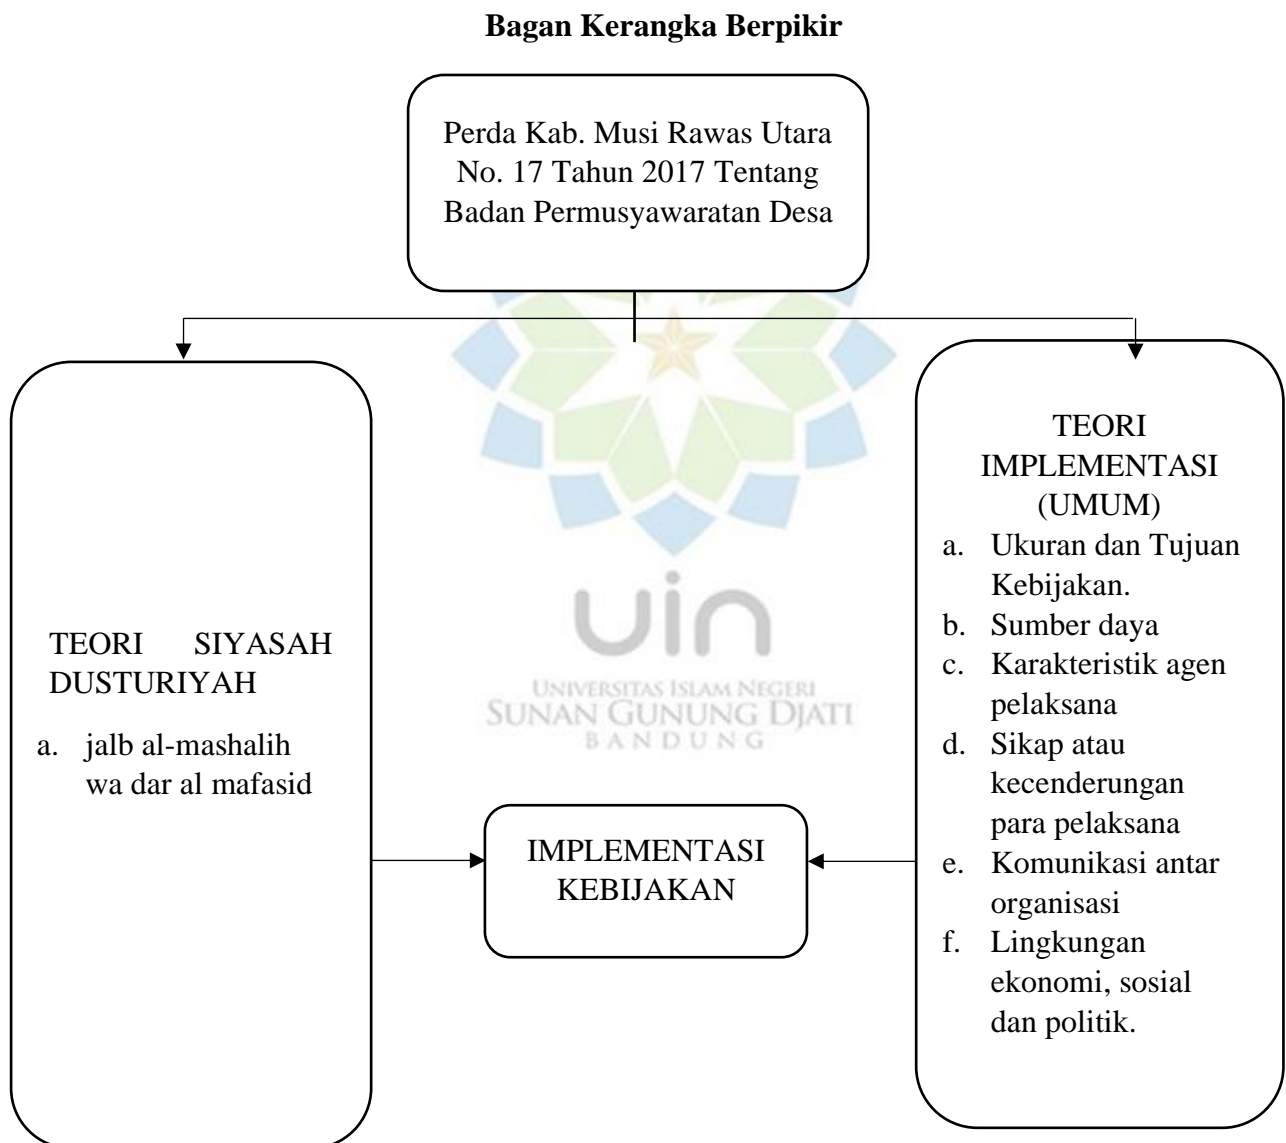 Bagan Kerangka Berpikir
Perda Kab. Musi Rawas Utara
No. 17 Tahun 2017 Tentang
Badan Permusyawaratan Desa
TEORI SIYASAH
DUSTURIYAH
a. jalb al-mashalih
wa dar al mafasid
TEORI
IMPLEMENTASI
(UMUM)
a. Ukuran dan Tujuan
Kebijakan.
b. Sumber daya
c. Karakteristik agen
pelaksana
d. Sikap atau
kecenderungan
para pelaksana
e. Komunikasi antar
organisasi
f. Lingkungan
ekonomi, sosial
dan politik.
uin
UNIVERSITAS ISLAM NEGERI
SUNAN GUNUNG DJATI
BANDUNG
IMPLEMENTASI
KEBIJAKAN